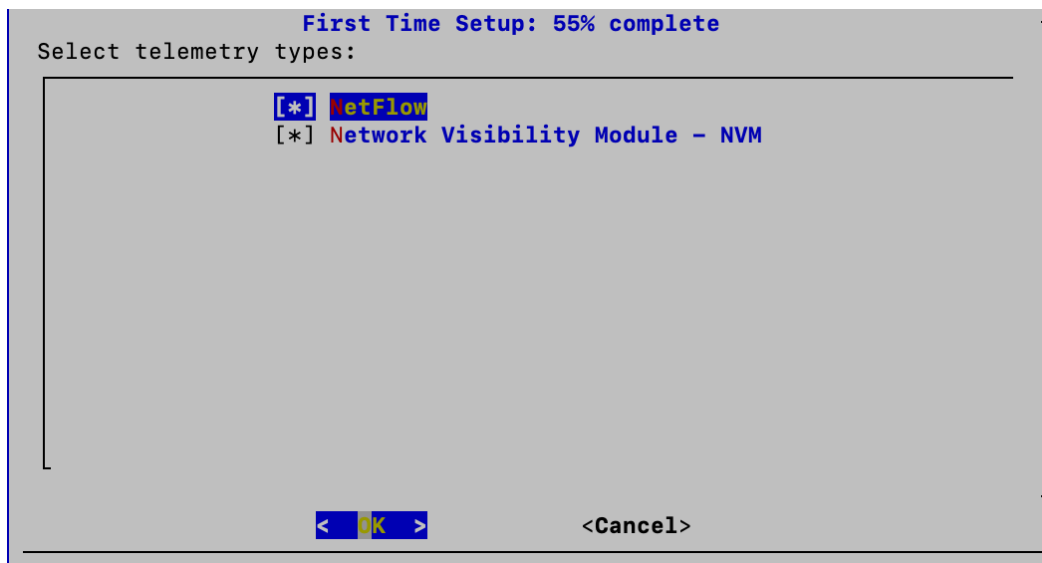 First Time Setup: 55% complete
Select telemetry types:
[*] NetFlow
[*] Network Visibility Module – NVM
< OK > <Cancel>